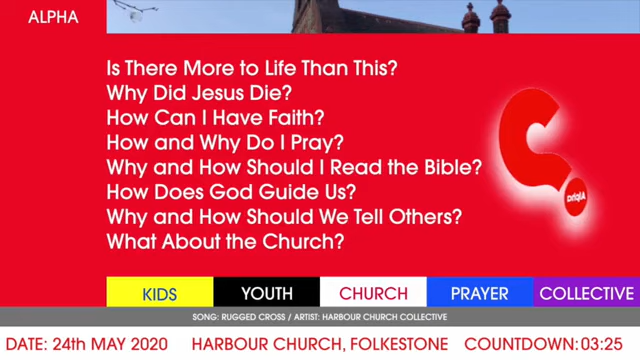 ALPHA
Is There More to Life Than This?
Why Did Jesus Die?
How Can I Have Faith?
How and Why Do I Pray?
Why and How Should I Read the Bible?
How Does God Guide Us?
Why and How Should We Tell Others?
What About the Church?
Alpha
KIDS YOUTH CHURCH PRAYER COLLECTIVE
SONG: RUGGED CROSS / ARTIST: HARBOUR CHURCH COLLECTIVE
DATE: 24th MAY 2020 HARBOUR CHURCH, FOLKESTONE COUNTDOWN: 03:25